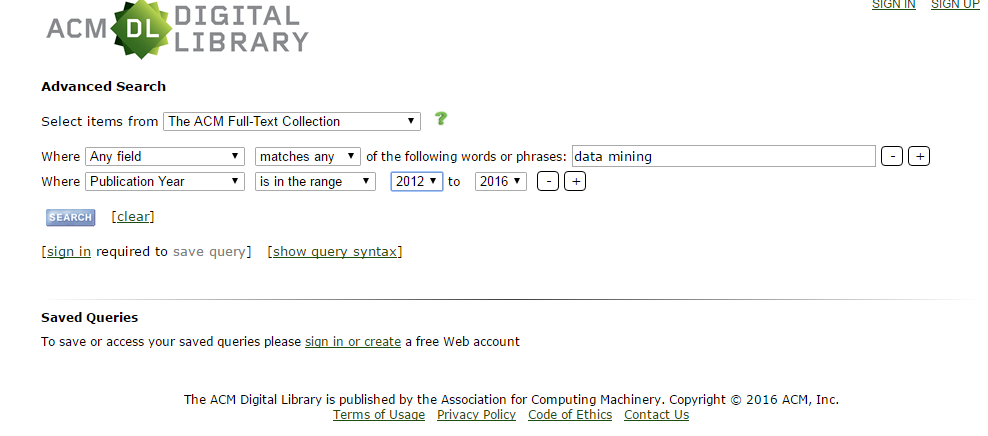 SIGN IN SIGN UP
ACM DL DIGITAL LIBRARY
Advanced Search
Select items from The ACM Full-Text Collection ?
Where Any field matches any of the following words or phrases: data mining - +
Where Publication Year is in the range 2012 to 2016 - +
SEARCH [clear]
[sign in required to save query] [show query syntax]
Saved Queries
To save or access your saved queries please sign in or create a free Web account
The ACM Digital Library is published by the Association for Computing Machinery. Copyright © 2016 ACM, Inc.
Terms of Usage Privacy Policy Code of Ethics Contact Us